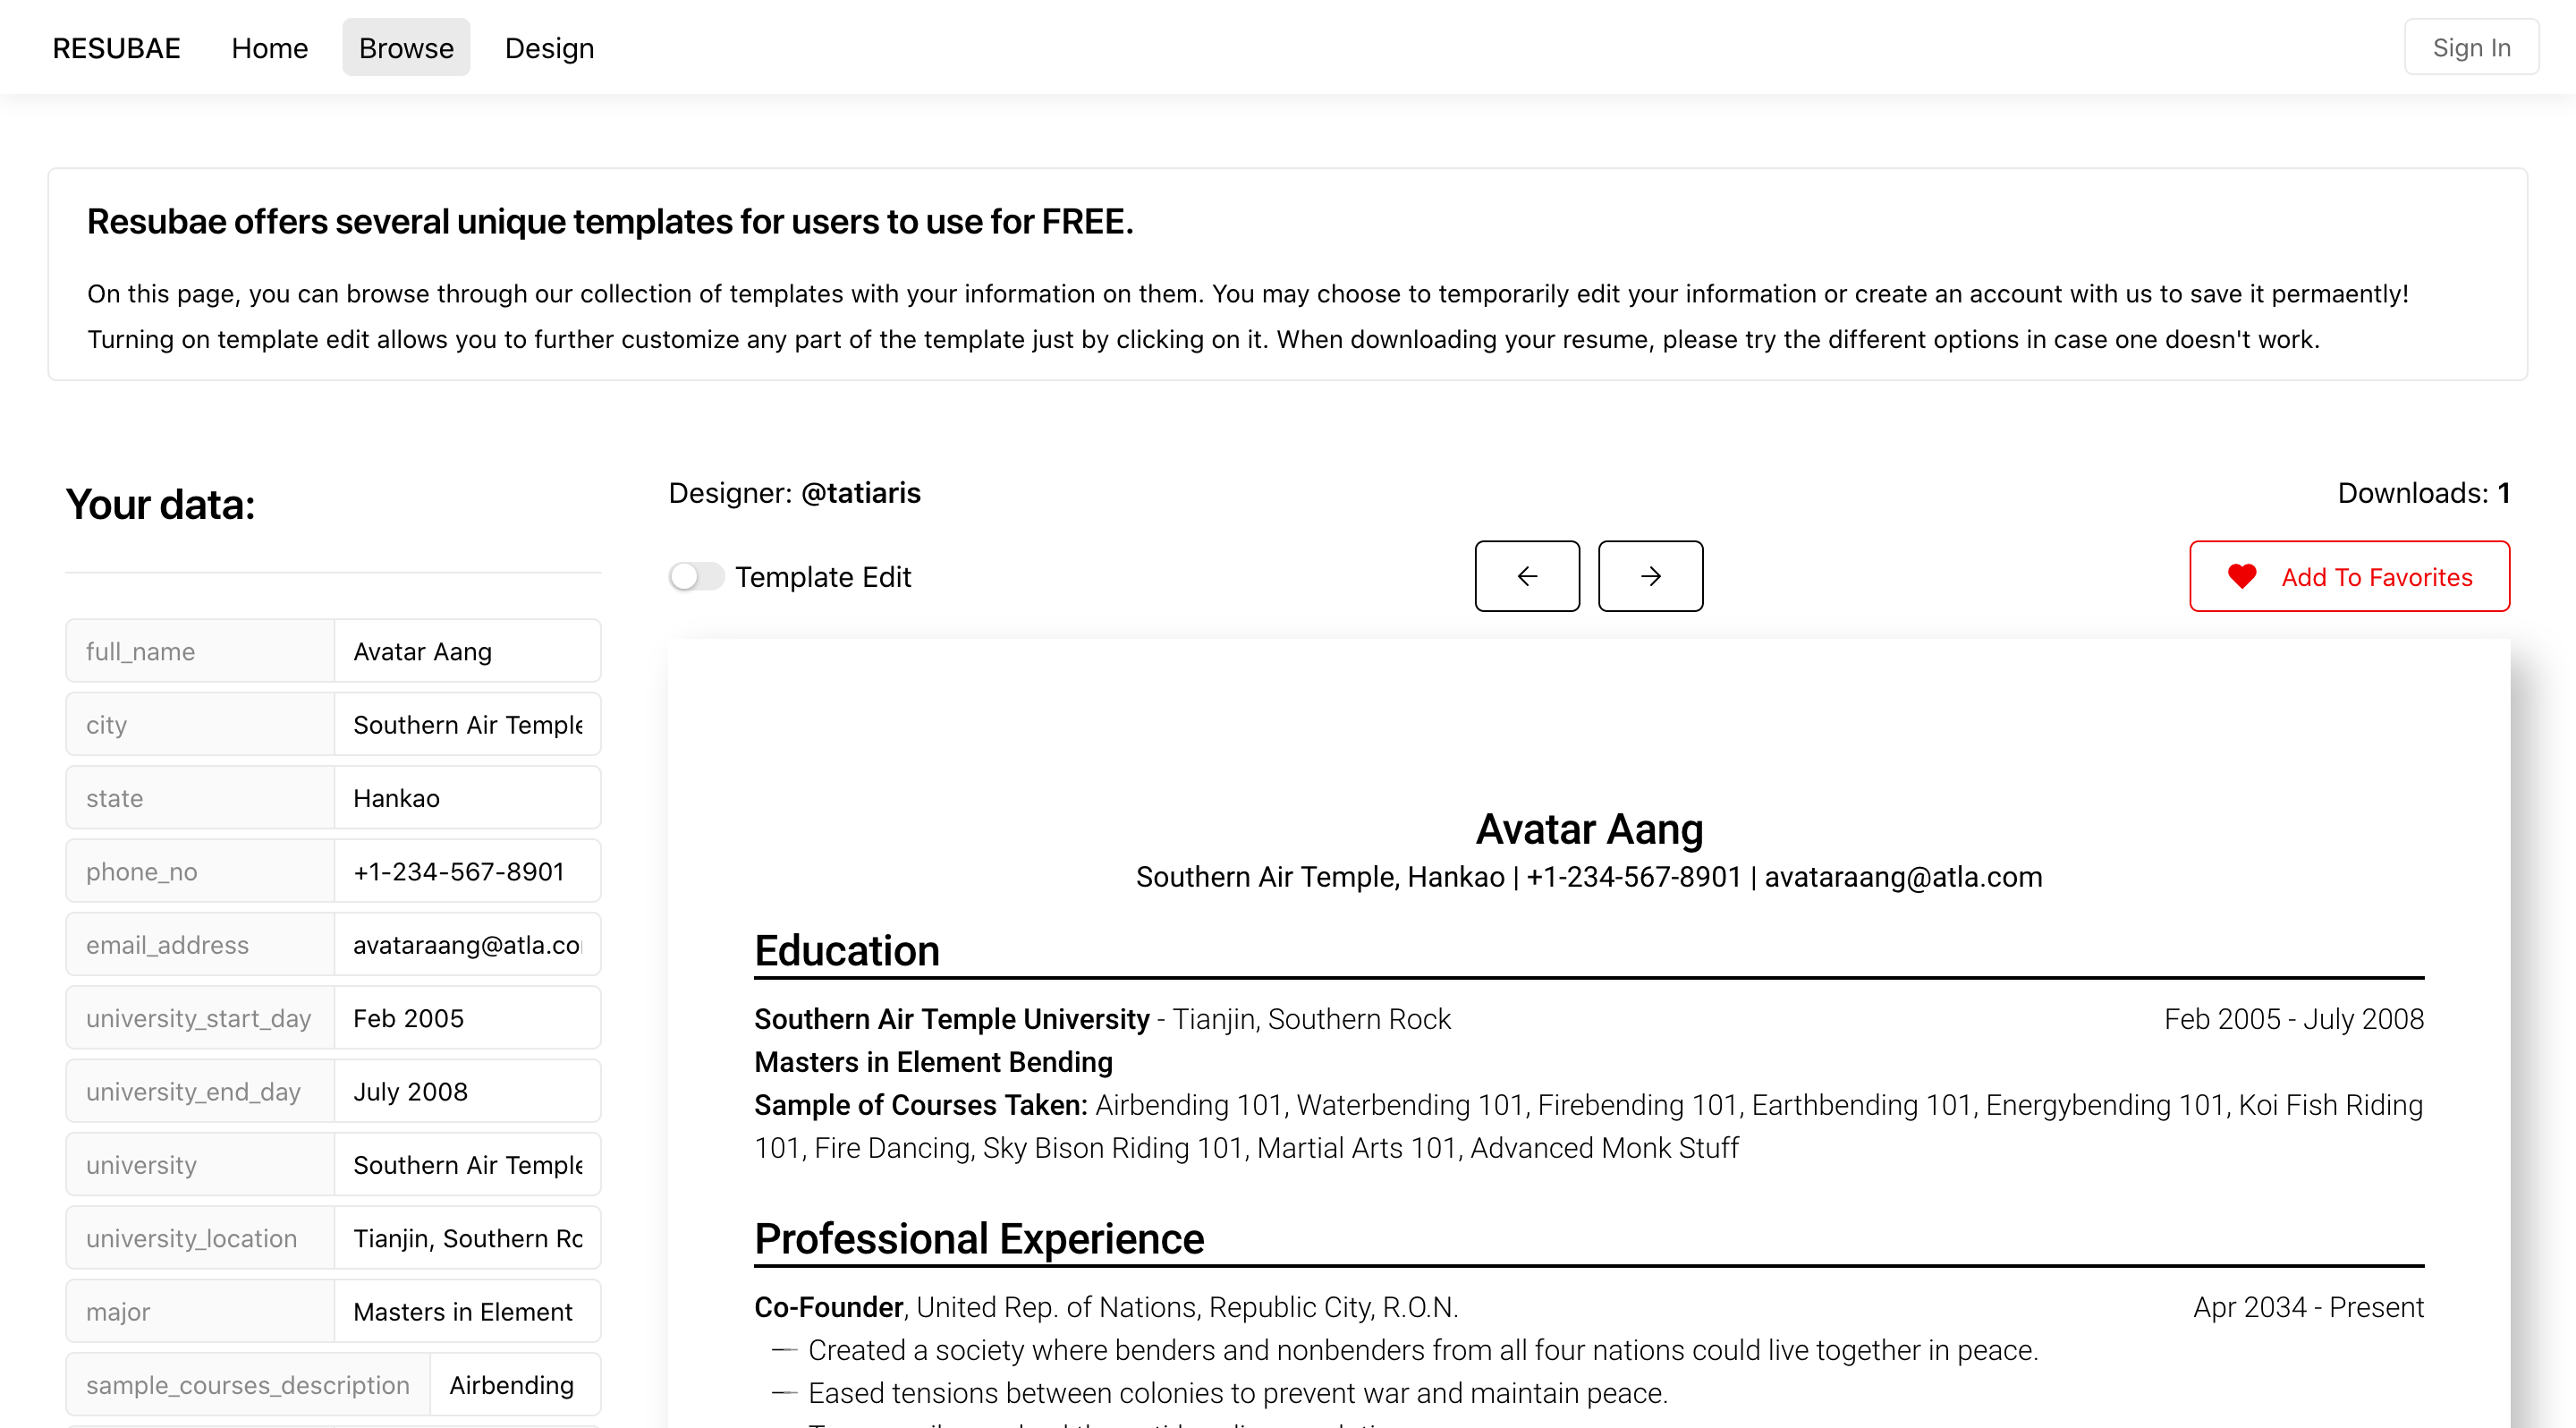 RESUBAE Home Browse Design Sign In
Resubae offers several unique templates for users to use for FREE.
On this page, you can browse through our collection of templates with your information on them. You may choose to temporarily edit your information or create an account with us to save it permaently!
Turning on template edit allows you to further customize any part of the template just by clicking on it. When downloading your resume, please try the different options in case one doesn't work.
Your data:
full_name Avatar Aang
city Southern Air Temple
state Hankao
phone_no +1-234-567-8901
email_address avataraang@atla.co
university_start_day Feb 2005
university_end_day July 2008
university Southern Air Temple
university_location Tianjin, Southern Ro
major Masters in Element
sample_courses_description Airbending
Designer: @tatiaris Downloads: 1
Template Edit ← → Add To Favorites
Avatar Aang
Southern Air Temple, Hankao | +1-234-567-8901 | avataraang@atla.com
Education
Southern Air Temple University - Tianjin, Southern Rock Feb 2005 - July 2008
Masters in Element Bending
Sample of Courses Taken: Airbending 101, Waterbending 101, Firebending 101, Earthbending 101, Energybending 101, Koi Fish Riding
101, Fire Dancing, Sky Bison Riding 101, Martial Arts 101, Advanced Monk Stuff
Professional Experience
Co-Founder, United Rep. of Nations, Republic City, R.O.N. Apr 2034 - Present
— Created a society where benders and nonbenders from all four nations could live together in peace.
— Eased tensions between colonies to prevent war and maintain peace.